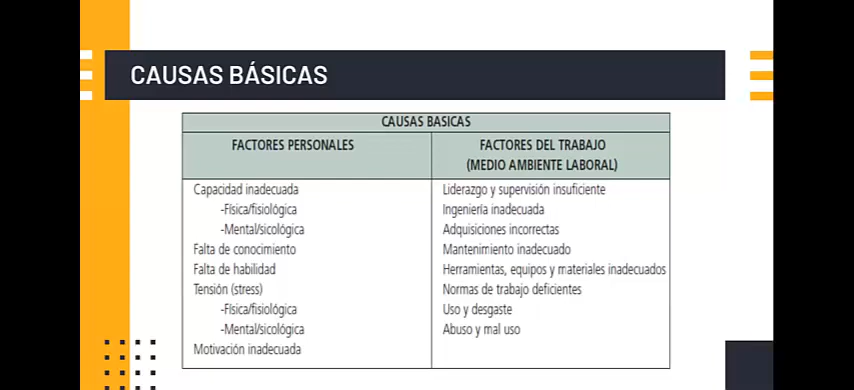 CAUSAS BÁSICAS
CAUSAS BASICAS
FACTORES PERSONALES
FACTORES DEL TRABAJO
(MEDIO AMBIENTE LABORAL)
Capacidad inadecuada
-Física/fisiológica
-Mental/sicológica
Falta de conocimiento
Falta de habilidad
Tensión (stress)
-Física/fisiológica
-Mental/sicológica
Motivación inadecuada
Liderazgo y supervisión insuficiente
Ingeniería inadecuada
Adquisiciones incorrectas
Mantenimiento inadecuado
Herramientas, equipos y materiales inadecuados
Normas de trabajo deficientes
Uso y desgaste
Abuso y mal uso